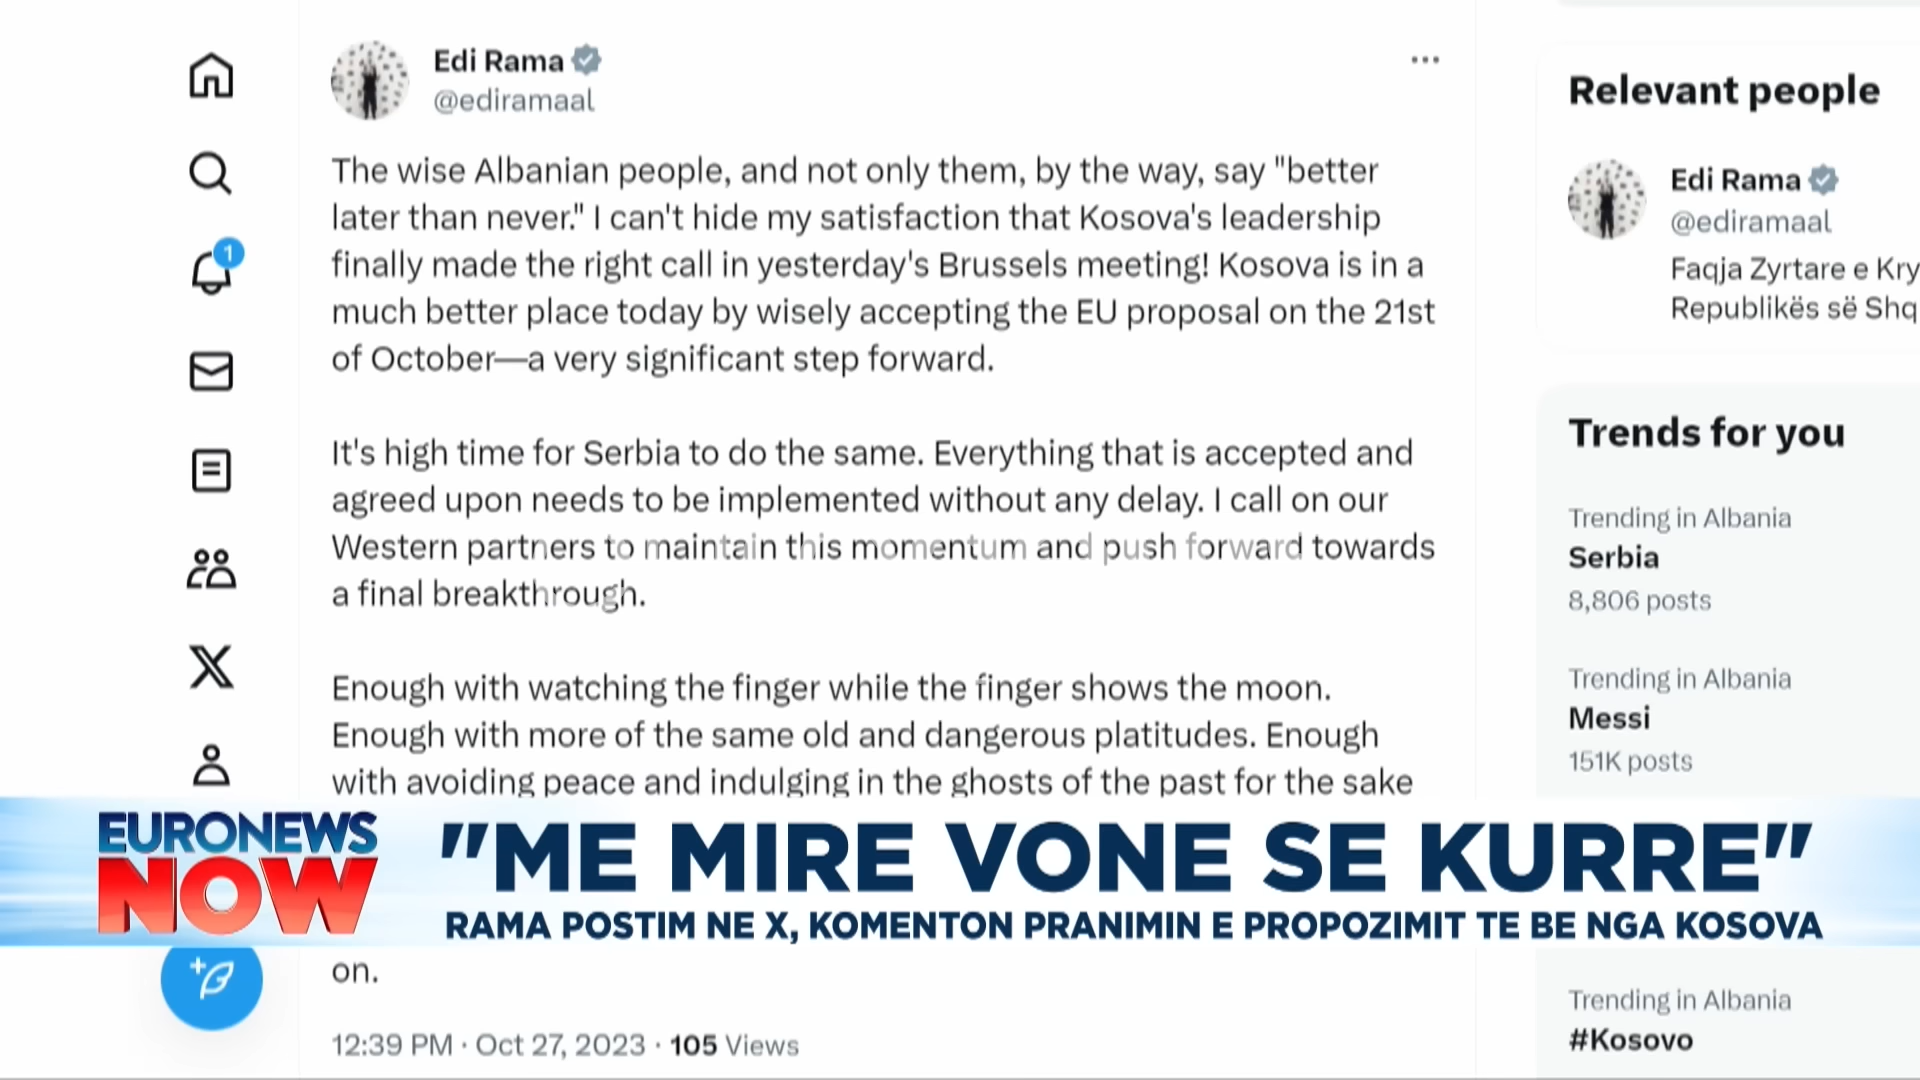 Edi Rama
@ediramaal
The wise Albanian people, and not only them, by the way, say "better
later than never." I can't hide my satisfaction that Kosova's leadership
finally made the right call in yesterday's Brussels meeting! Kosova is in a
much better place today by wisely accepting the EU proposal on the 21st
of October—a very significant step forward.
It's high time for Serbia to do the same. Everything that is accepted and
agreed upon needs to be implemented without any delay. I call on our
Western partners to maintain this momentum and push forward towards
a final breakthrough.
Enough with watching the finger while the finger shows the moon.
Enough with more of the same old and dangerous platitudes. Enough
with avoiding peace and indulging in the ghosts of the past for the sake
on.
12:39 PM · Oct 27, 2023 · 105 Views
1
Relevant people
Edi Rama
@ediramaal
Faqja Zyrtare e Kry
Republikës së Shq
Trends for you
Trending in Albania
Serbia
8,806 posts
Trending in Albania
Messi
151K posts
Trending in Albania
#Kosovo
EURONEWS
NOW
"ME MIRE VONE SE KURRE"
RAMA POSTIM NE X, KOMENTON PRANIMIN E PROPOZIMIT TE BE NGA KOSOVA